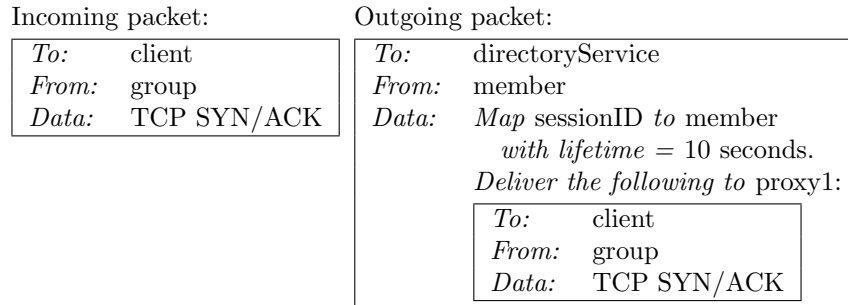 Incoming packet:
To: client
From: group
Data: TCP SYN/ACK
Outgoing packet:
To: directoryService
From: member
Data: Map sessionID to member
with lifetime = 10 seconds.
Deliver the following to proxy1:
To: client
From: group
Data: TCP SYN/ACK